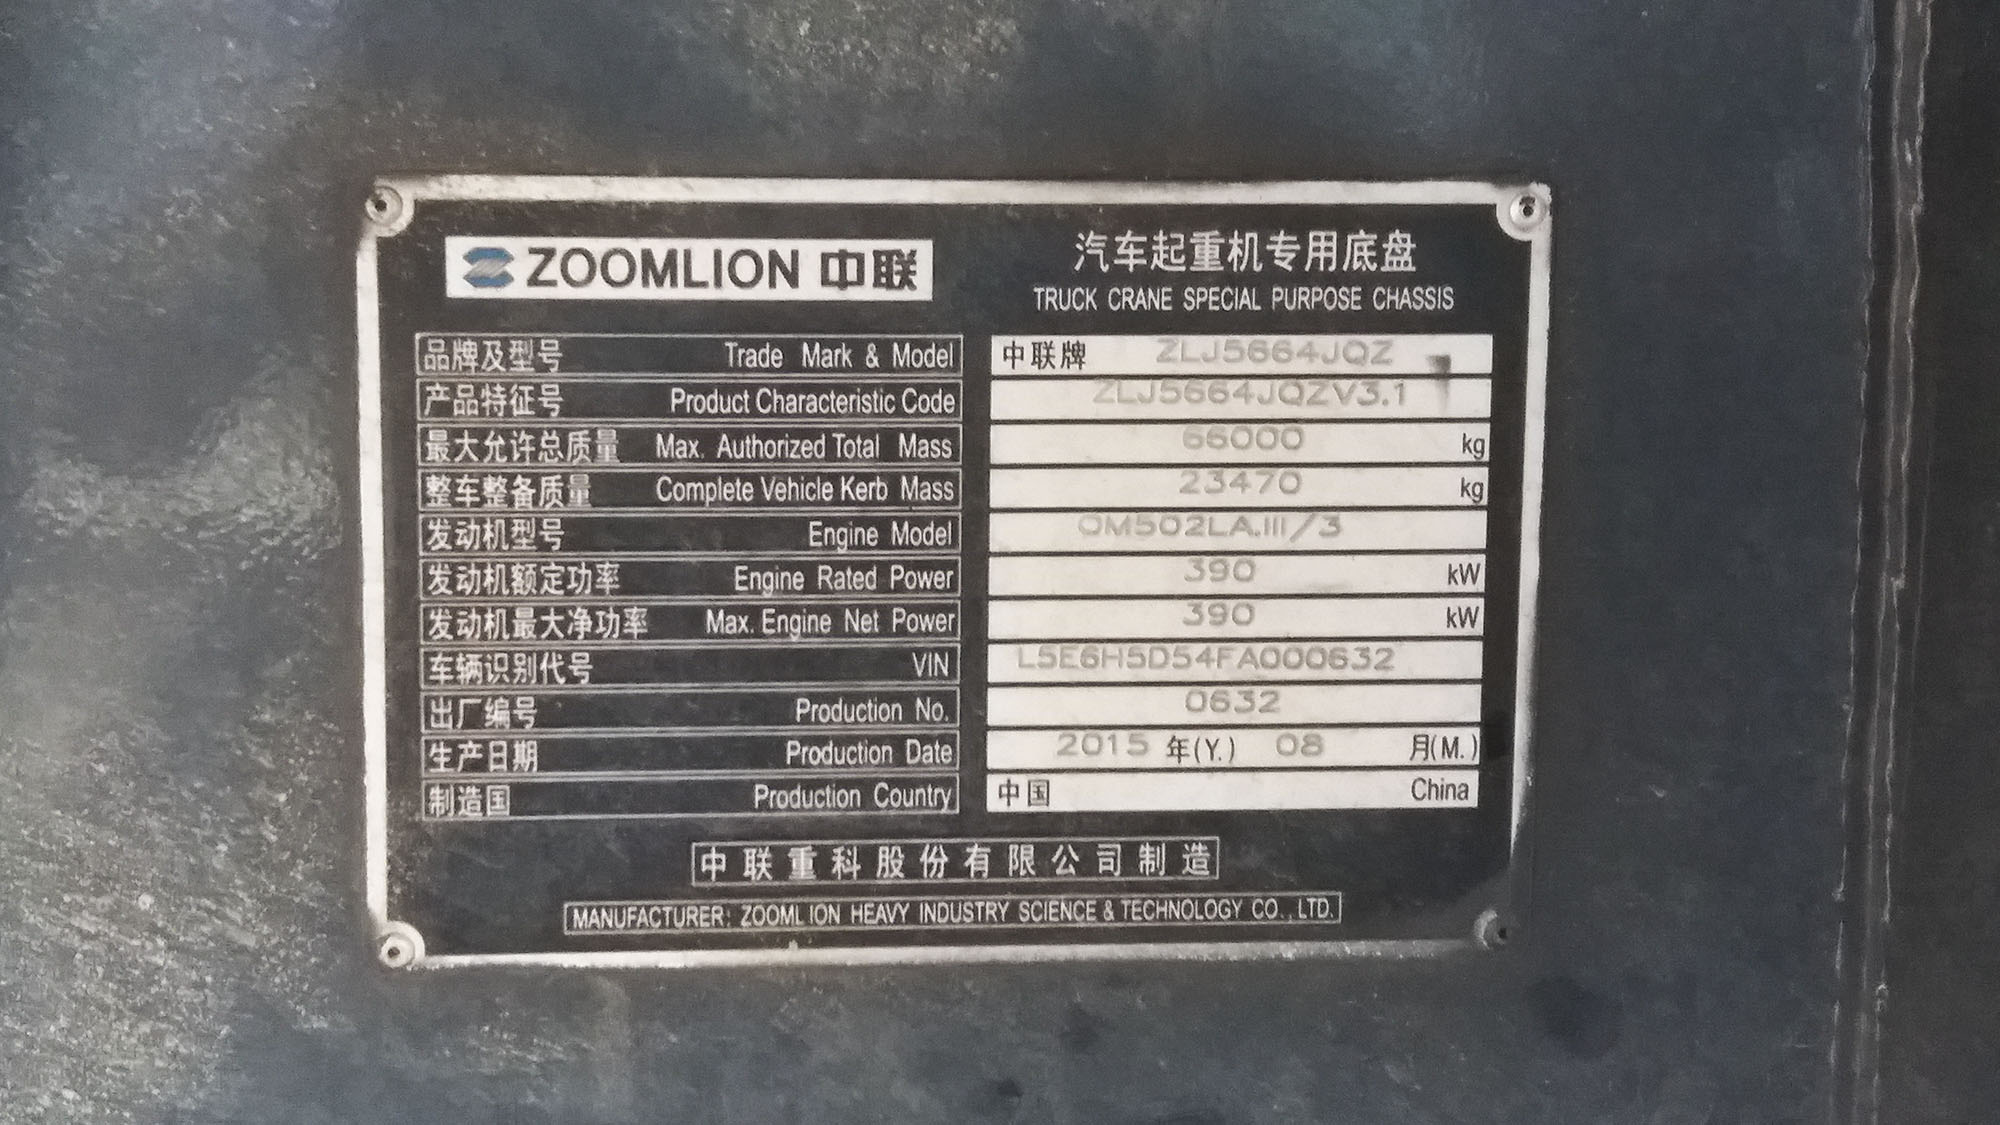 ZOOMLION 中联
汽车起重机专用底盘
TRUCK CRANE SPECIAL PURPOSE CHASSIS
品牌及型号 Trade Mark & Model 中联牌 ZLJ5664JQZ
产品特征号 Product Characteristic Code ZLJ5664JQZV3.1
最大允许总质量 Max. Authorized Total Mass 66000 kg
整车整备质量 Complete Vehicle Kerb Mass 23470 kg
发动机型号 Engine Model OM502LA.III/3
发动机额定功率 Engine Rated Power 390 kW
发动机最大净功率 Max. Engine Net Power 390 kW
车辆识别代号 VIN L5E6H5D54FA000632
出厂编号 Production No. 0632
生产日期 Production Date 2015 年(Y.) 08 月(M.)
制造国 Production Country 中国 China
中联重科股份有限公司制造
MANUFACTURER: ZOOMLION HEAVY INDUSTRY SCIENCE & TECHNOLOGY CO., LTD.